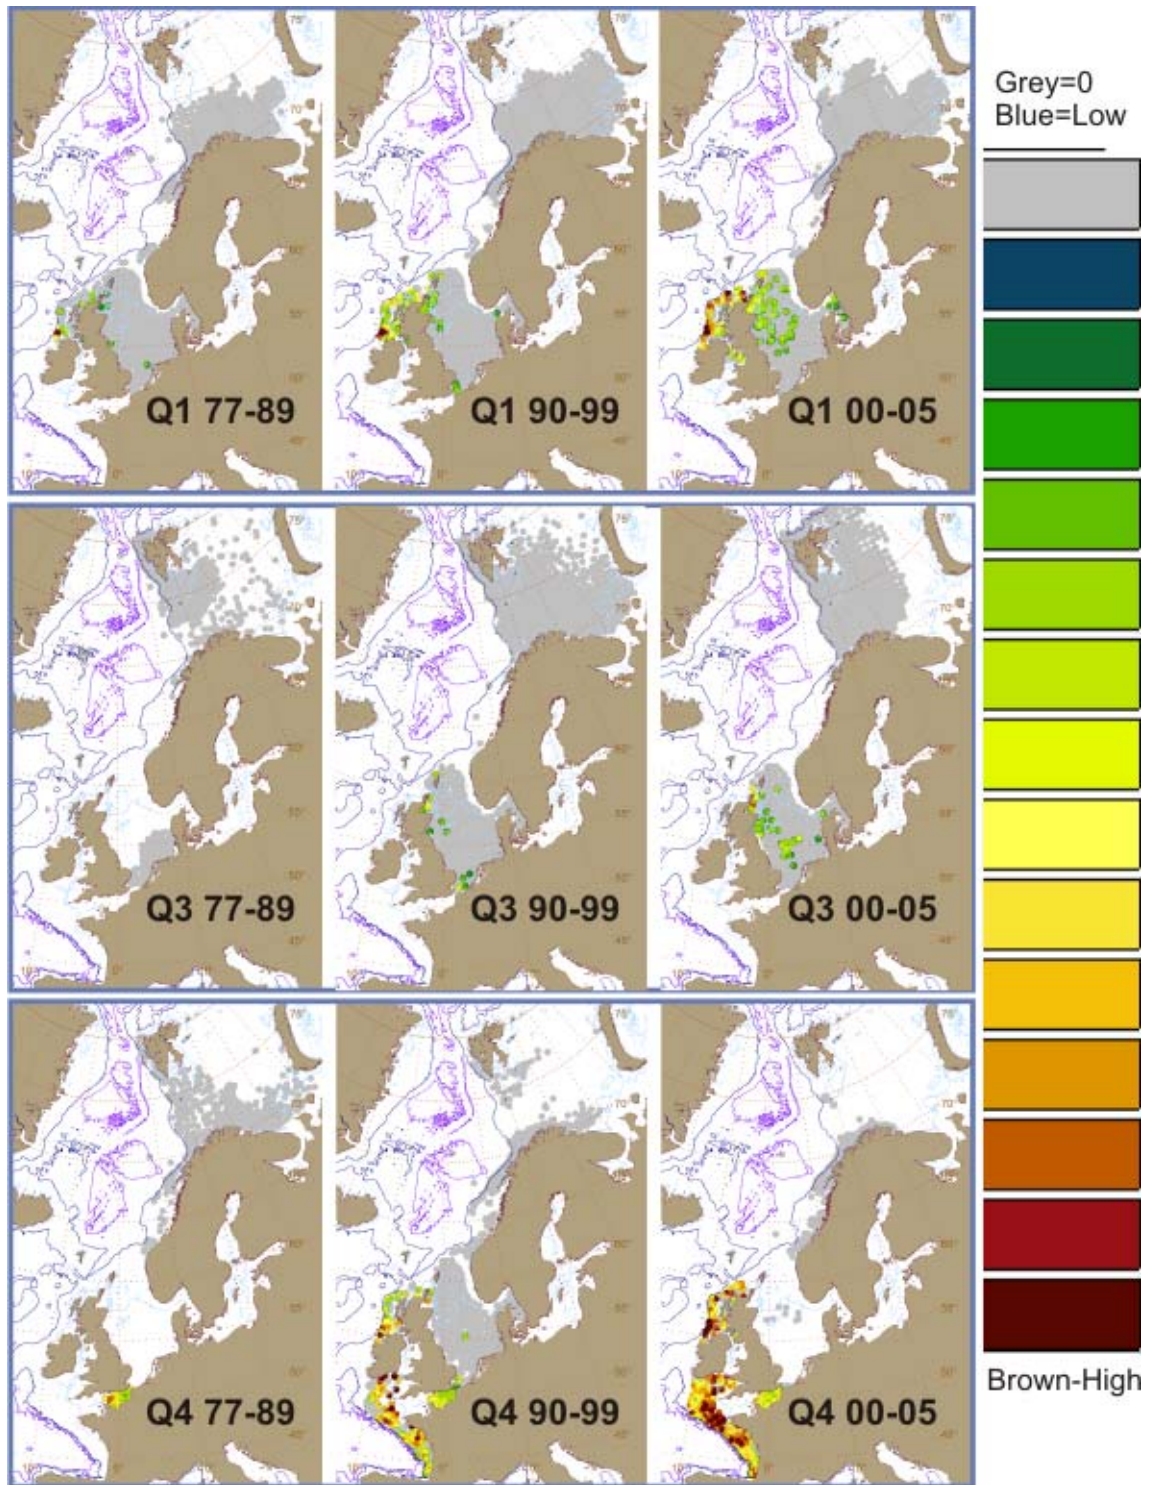 Grey=0
Blue=Low
Q1 77-89
Q1 90-99
Q1 00-05
Q3 77-89
Q3 90-99
Q3 00-05
Q4 77-89
Q4 90-99
Q4 00-05
Brown-High